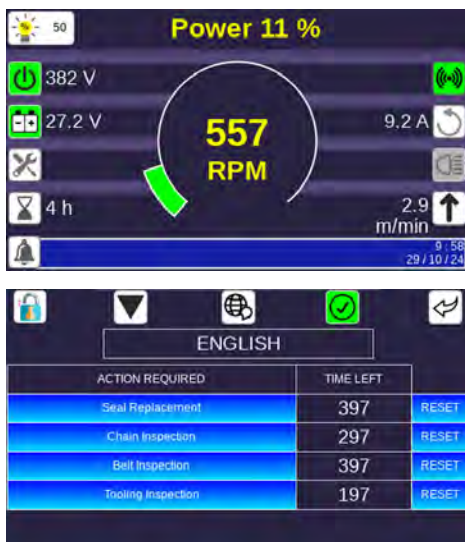 50
Power 11 %
382 V
27.2 V
9.2 A
557
RPM
4 h
2.9
m/min
9 : 58
29 / 10 / 24
ENGLISH
ACTION REQUIRED TIME LEFT
Seal Replacement 397 RESET
Chain Inspection 297 RESET
Belt Inspection 397 RESET
Tooling Inspection 197 RESET